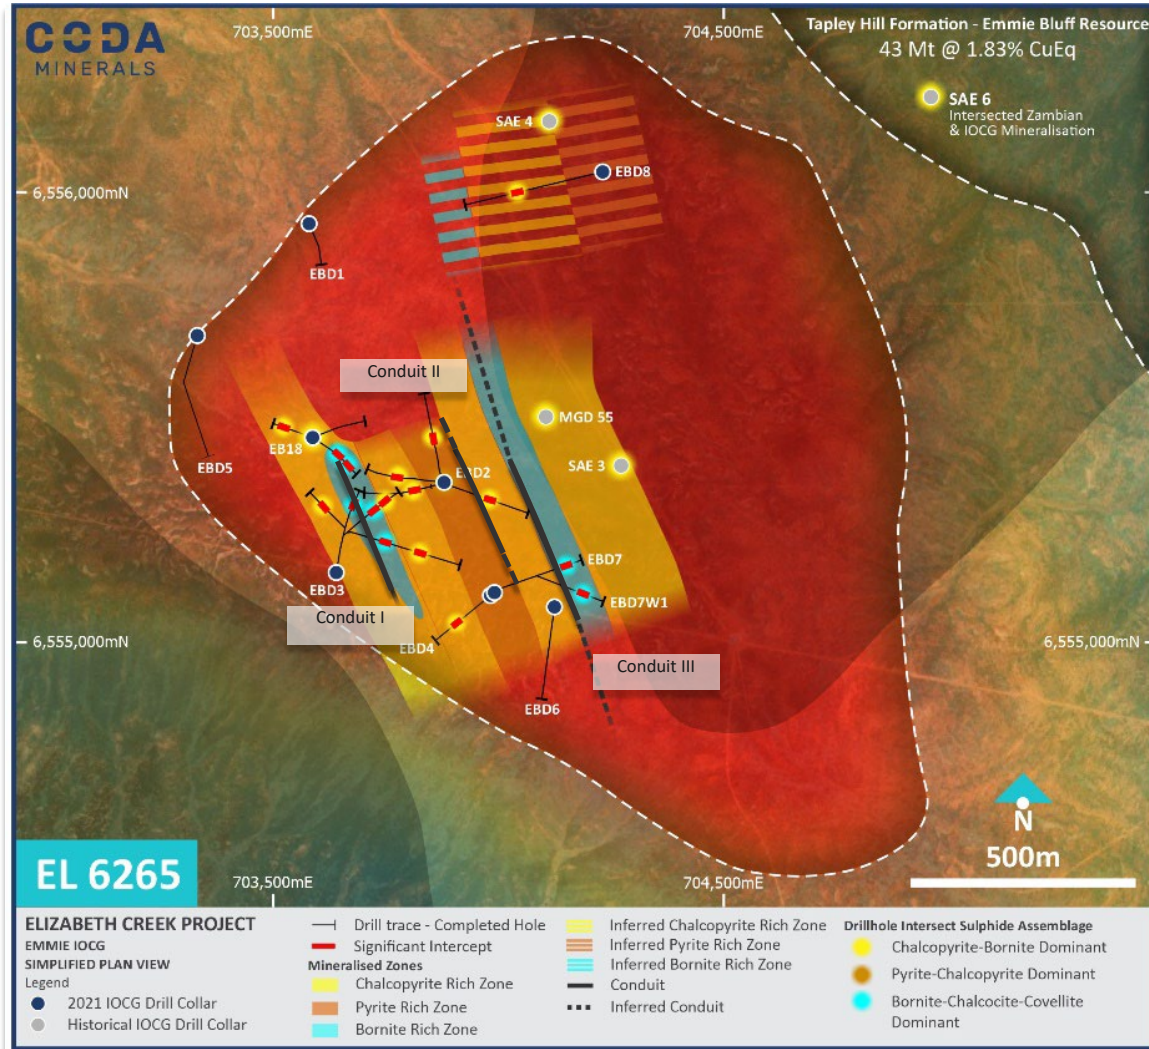 CODA
MINERALS
703,500mE
704,500mE
Tapley Hill Formation - Emmie Bluff Resource
43 Mt @ 1.83% CuEq
SAE 6
Intersected Zambian
& IOCG Mineralisation
SAE 4
EBD8
6,556,000mN
6,556,000mN
EBD1
Conduit II
MGD 55
EB18
EBD5
EBD2
SAE 3
EBD3
EBD7
EBD7W1
Conduit I
EBD4
6,555,000mN
6,555,000mN
Conduit III
EBD6
N
500m
EL 6265
703,500mE
704,500mE
ELIZABETH CREEK PROJECT
EMMIE IOCG
SIMPLIFIED PLAN VIEW
Legend
2021 IOCG Drill Collar
Historical IOCG Drill Collar
Drill trace - Completed Hole
Significant Intercept
Mineralised Zones
Chalcopyrite Rich Zone
Pyrite Rich Zone
Bornite Rich Zone
Inferred Chalcopyrite Rich Zone
Inferred Pyrite Rich Zone
Inferred Bornite Rich Zone
Conduit
Inferred Conduit
Drillhole Intersect Sulphide Assemblage
Chalcopyrite-Bornite Dominant
Pyrite-Chalcopyrite Dominant
Bornite-Chalcocite-Covellite
Dominant